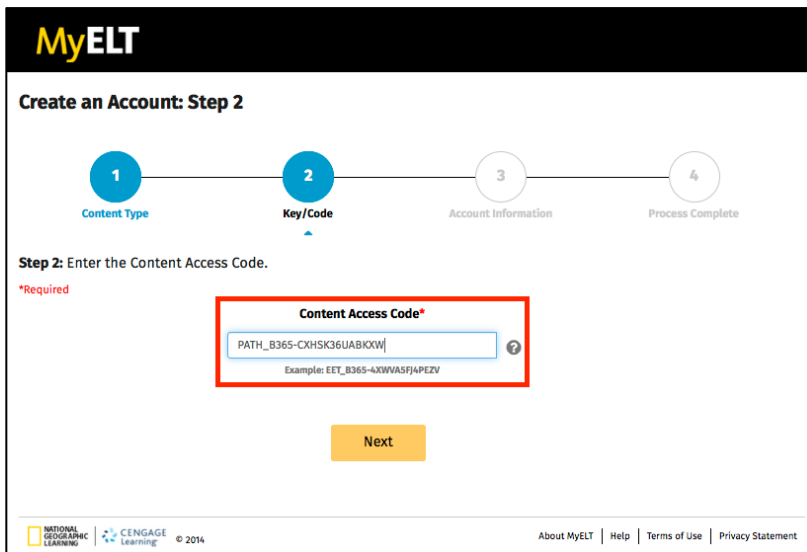 MyELT
Create an Account: Step 2
1
2
3
4
Content Type
Key/Code
Account Information
Process Complete
Step 2: Enter the Content Access Code.
*Required
Content Access Code*
PATH_B365-CXHSK36UABKXW
?
Example: EET_B365-4XWVA5FJ4PEZV
Next
NATIONAL
GEOGRAPHIC
LEARNING
CENGAGE
Learning
© 2014
About MyELT | Help | Terms of Use | Privacy Statement